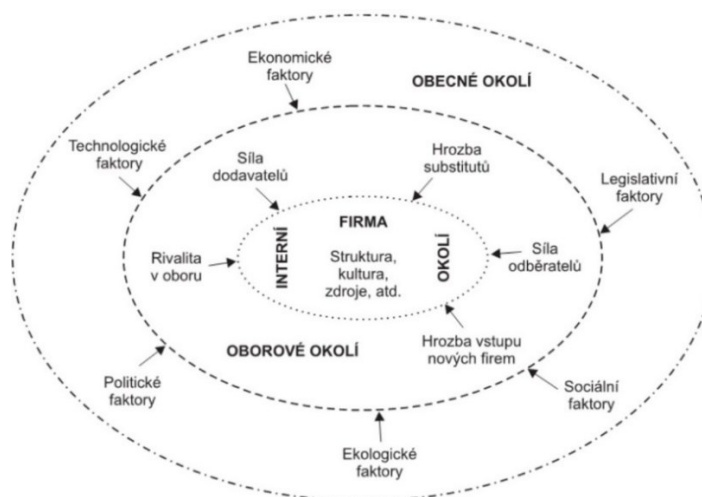 Ekonomické
faktory
OBECNÉ OKOLÍ
Technologické
faktory
Síla
dodavatelů
Hrozba
substitutů
Legislativní
faktory
FIRMA
INTERNÍ
Struktura,
kultura,
zdroje, atd.
OKOLÍ
Rivalita
v oboru
Síla
odběratelů
OBOROVÉ OKOLÍ
Hrozba vstupu
nových firem
Politické
faktory
Sociální
faktory
Ekologické
faktory